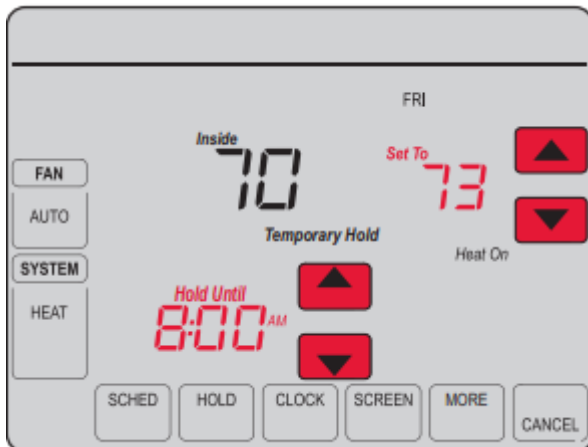 FRI
Inside
70
Set To
73
FAN
AUTO
Temporary Hold
Heat On
SYSTEM
HEAT
Hold Until
8:00 AM
SCHED HOLD CLOCK SCREEN MORE CANCEL